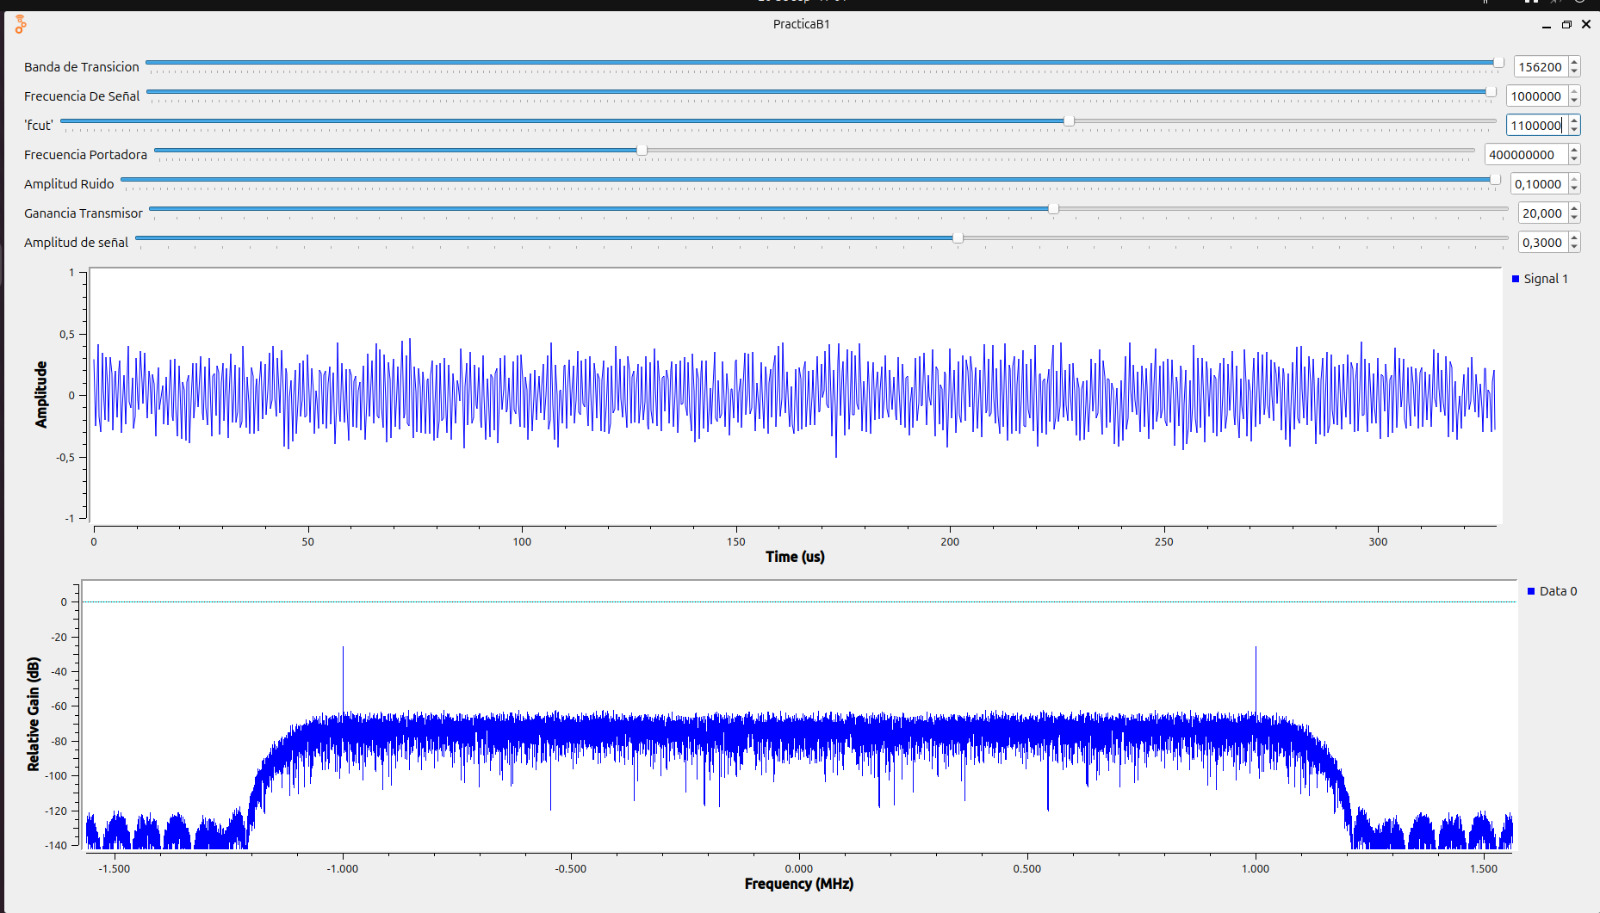 PracticaB1
Banda de Transicion 156200
Frecuencia De Señal 1000000
'fcut' 1100000
Frecuencia Portadora 400000000
Amplitud Ruido 0,10000
Ganancia Transmisor 20,000
Amplitud de señal 0,3000
Signal 1
Amplitude
1
0,5
0
-0,5
-1
0 50 100 150 200 250 300
Time (us)
Data 0
Relative Gain (dB)
0
-20
-40
-60
-80
-100
-120
-140
-1.500 -1.000 -0.500 0.000 0.500 1.000 1.500
Frequency (MHz)